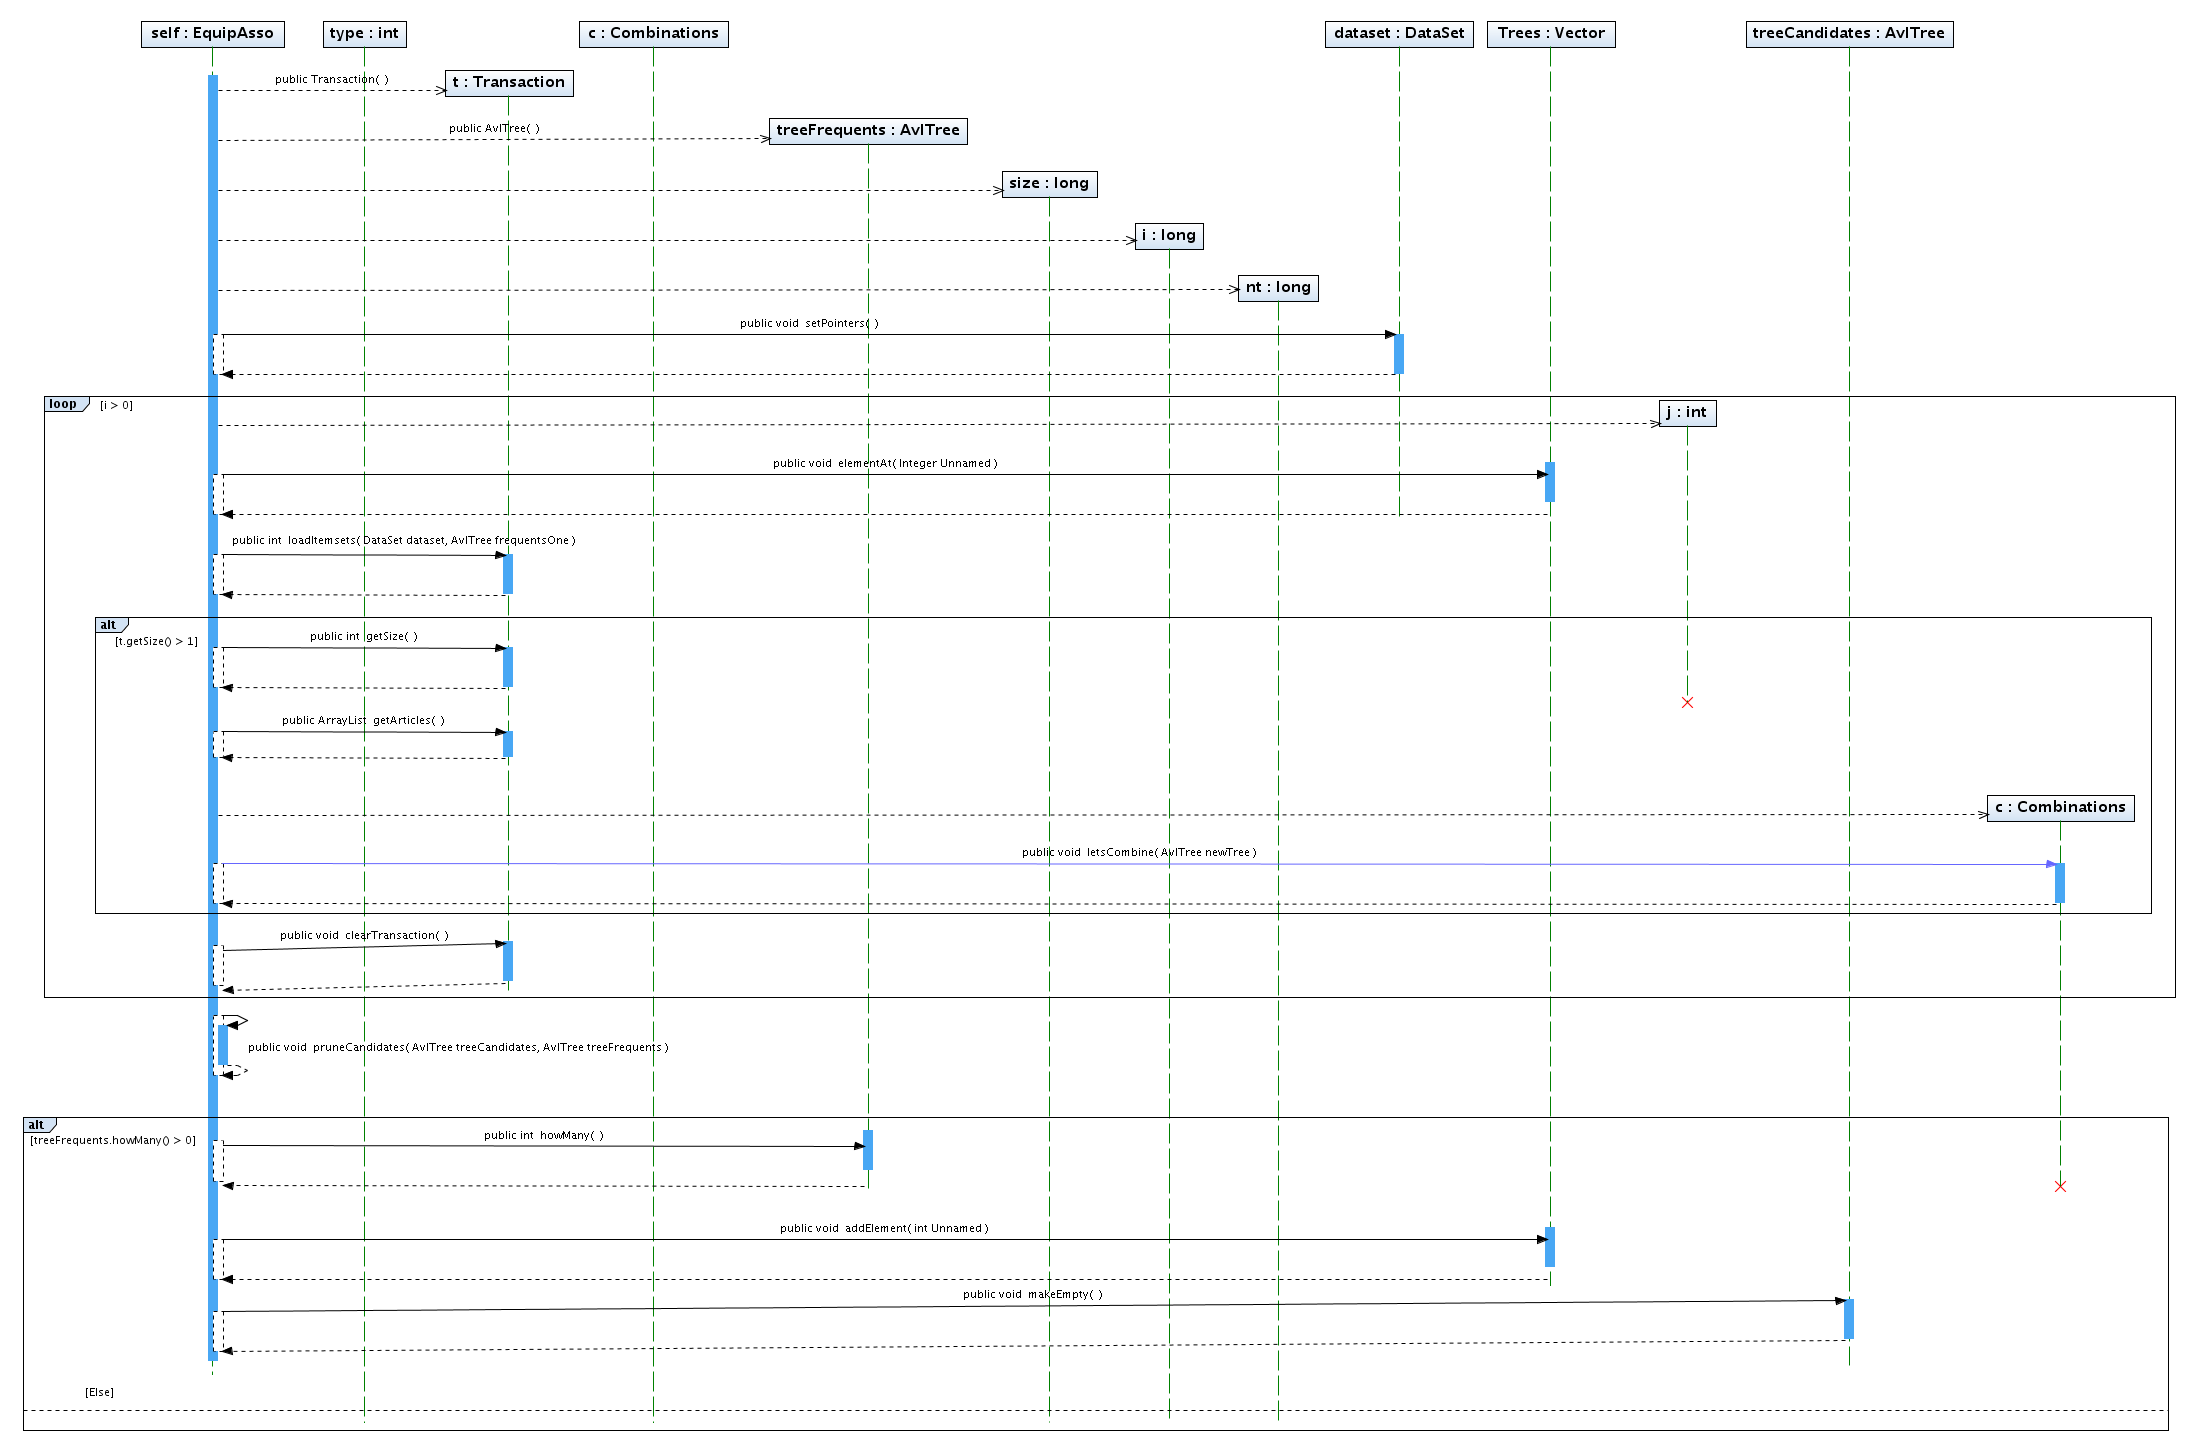 self : EquipAsso
type : int
c : Combinations
dataset : DataSet
Trees : Vector
treeCandidates : AvlTree
public Transaction( )
t : Transaction
public AvlTree( )
treeFrequents : AvlTree
size : long
i : long
nt : long
public void setPointers( )
loop
[i > 0]
j : int
public void elementAt( Integer Unnamed )
public int loadItemsets( DataSet dataset, AvlTree frequentsOne )
alt
[t.getSize() > 1]
public int getSize( )
public ArrayList getArticles( )
c : Combinations
public void letsCombine( AvlTree newTree )
public void clearTransaction( )
public void pruneCandidates( AvlTree treeCandidates, AvlTree treeFrequents )
alt
[treeFrequents.howMany() > 0]
public int howMany( )
public void addElement( int Unnamed )
public void makeEmpty( )
[Else]